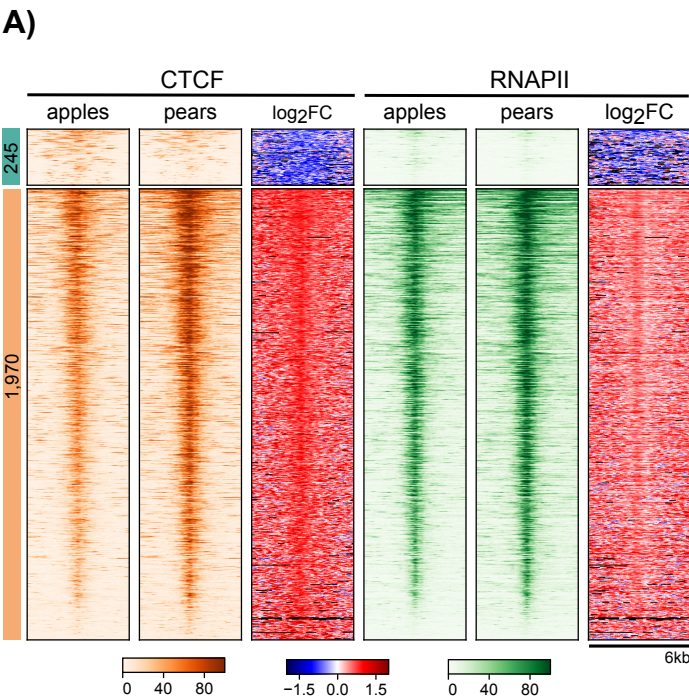 A)
CTCF RNAPII
apples pears log2FC apples pears log2FC
245
1,970
6kb
0 40 80 −1.5 0.0 1.5 0 40 80